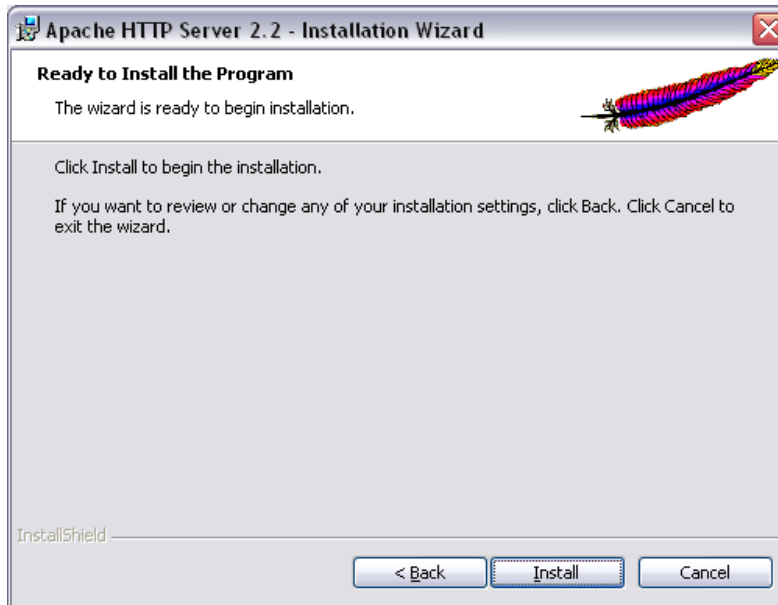 Apache HTTP Server 2.2 - Installation Wizard
Ready to Install the Program
The wizard is ready to begin installation.
Click Install to begin the installation.
If you want to review or change any of your installation settings, click Back. Click Cancel to
exit the wizard.
InstallShield
< Back
Install
Cancel